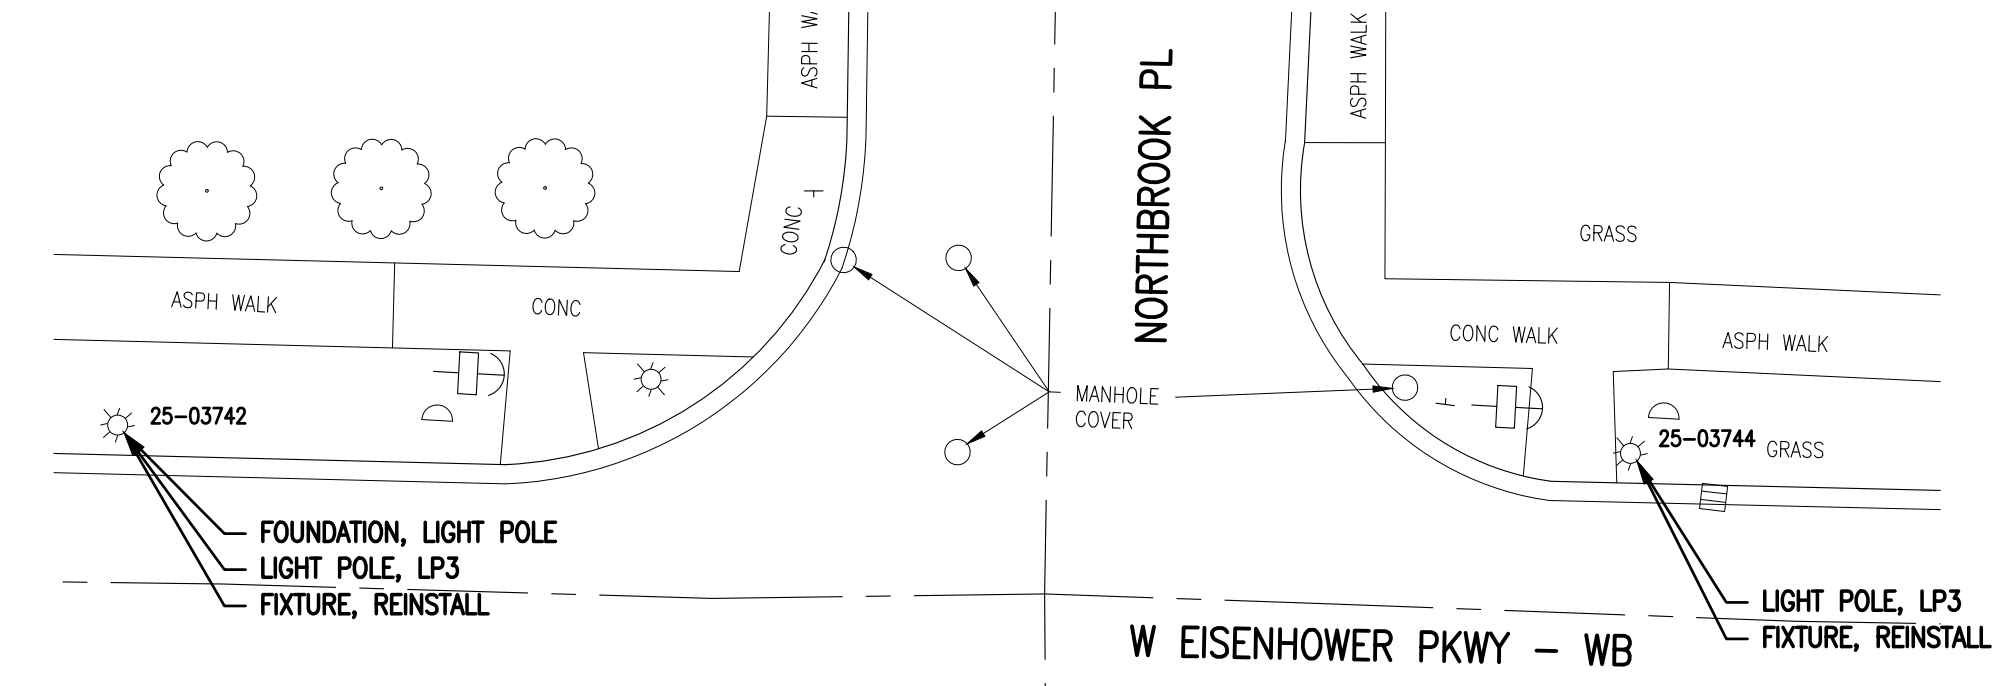 ASPH WA
ASPH WALK
NORTHBROOK PL
CONC
GRASS
ASPH WALK
CONC
CONC WALK
ASPH WALK
MANHOLE
COVER
25-03742
25-03744
GRASS
FOUNDATION, LIGHT POLE
LIGHT POLE, LP3
FIXTURE, REINSTALL
LIGHT POLE, LP3
FIXTURE, REINSTALL
W EISENHOWER PKWY - WB